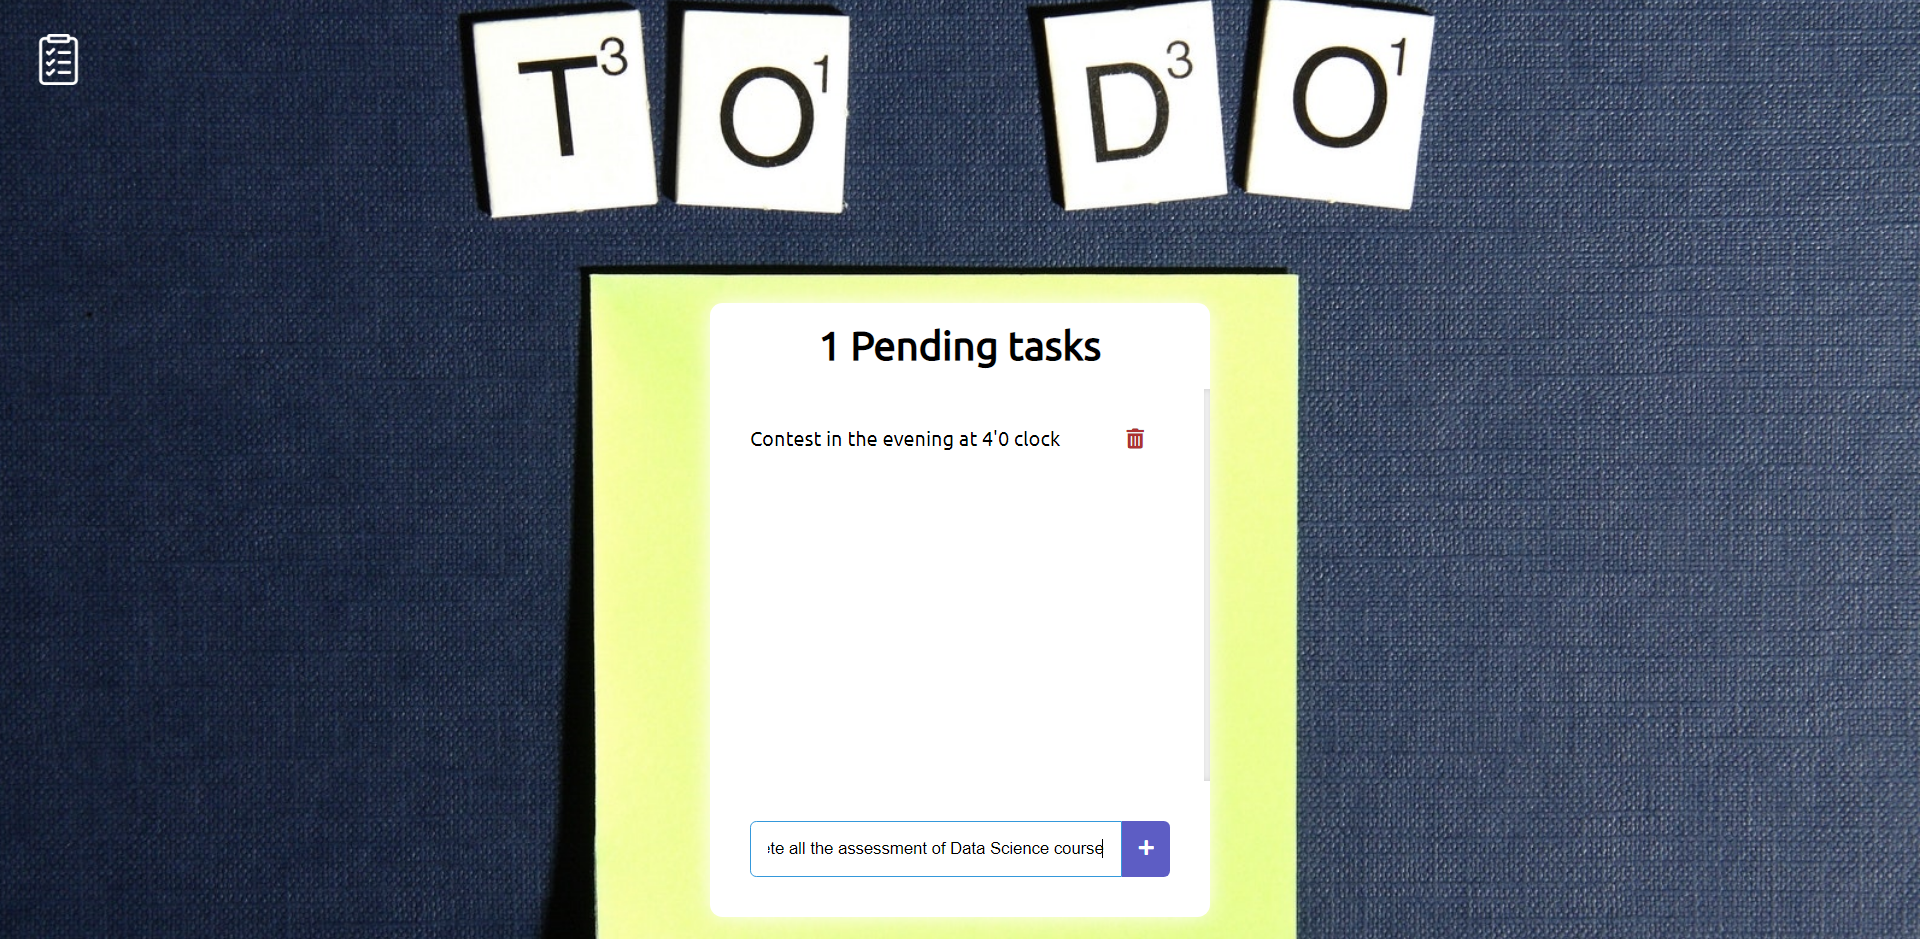 T3 O1 D3 O1
1 Pending tasks
Contest in the evening at 4'0 clock
all the assessment of Data Science course
+